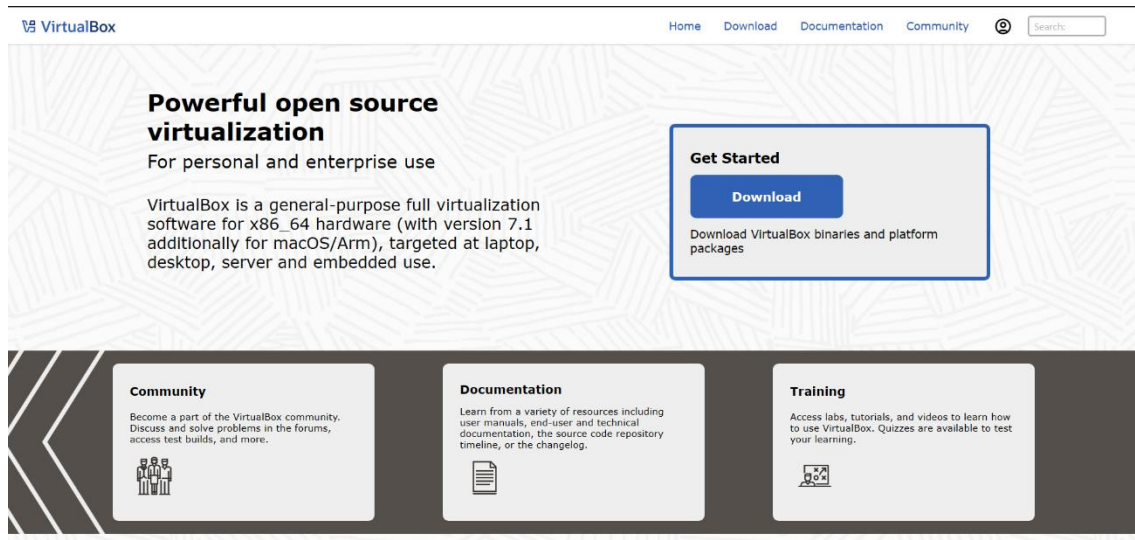 VirtualBox
Home Download Documentation Community Search:
Powerful open source
virtualization
For personal and enterprise use
VirtualBox is a general-purpose full virtualization
software for x86_64 hardware (with version 7.1
additionally for macOS/Arm), targeted at laptop,
desktop, server and embedded use.
Get Started
Download
Download VirtualBox binaries and platform
packages
Community
Become a part of the VirtualBox community.
Discuss and solve problems in the forums,
access test builds, and more.
Documentation
Learn from a variety of resources including
user manuals, end-user and technical
documentation, the source code repository
timeline, or the changelog.
Training
Access labs, tutorials, and videos to learn how
to use VirtualBox. Quizzes are available to test
your learning.